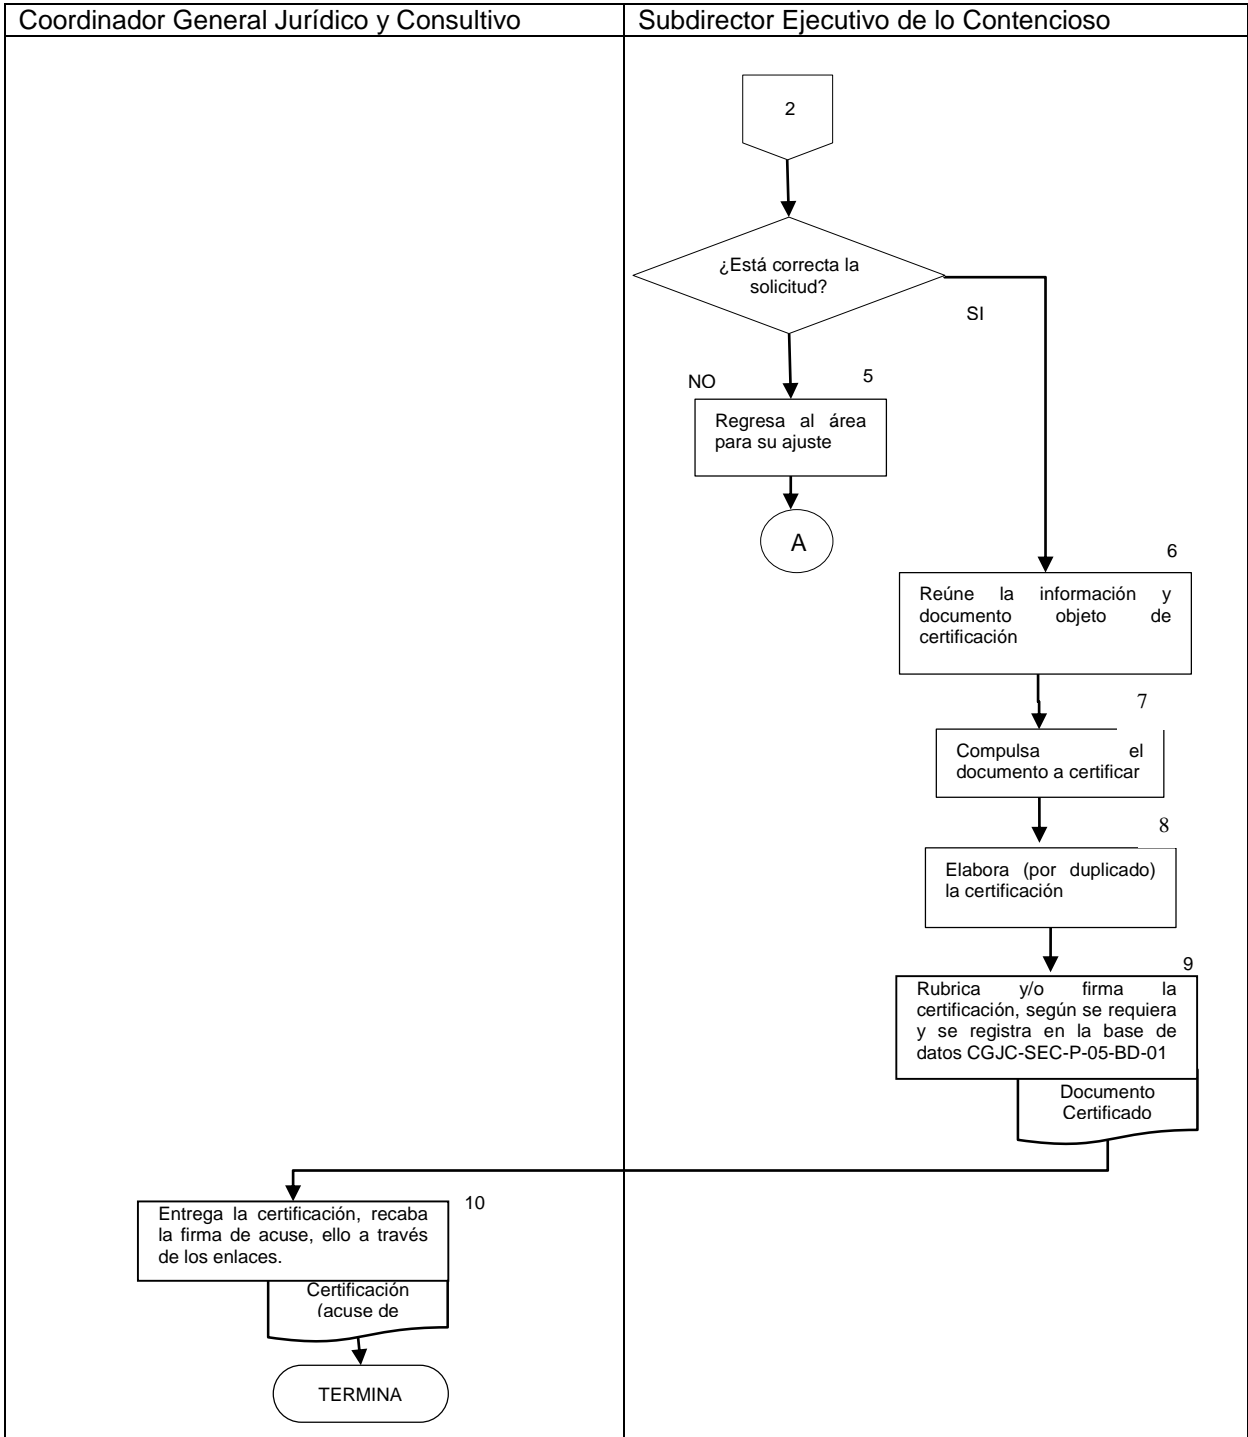 Coordinador General Jurídico y Consultivo
Subdirector Ejecutivo de lo Contencioso
2
¿Está correcta la
solicitud?
SI
NO
5
Regresa al área
para su ajuste
A
6
Reúne la información y
documento objeto de
certificación
7
Compulsa el
documento a certificar
8
Elabora (por duplicado)
la certificación
9
Rubrica y/o firma la
certificación, según se requiera
y se registra en la base de
datos CGJC-SEC-P-05-BD-01
Documento
Certificado
10
Entrega la certificación, recaba
la firma de acuse, ello a través
de los enlaces.
Certificación
(acuse de
TERMINA